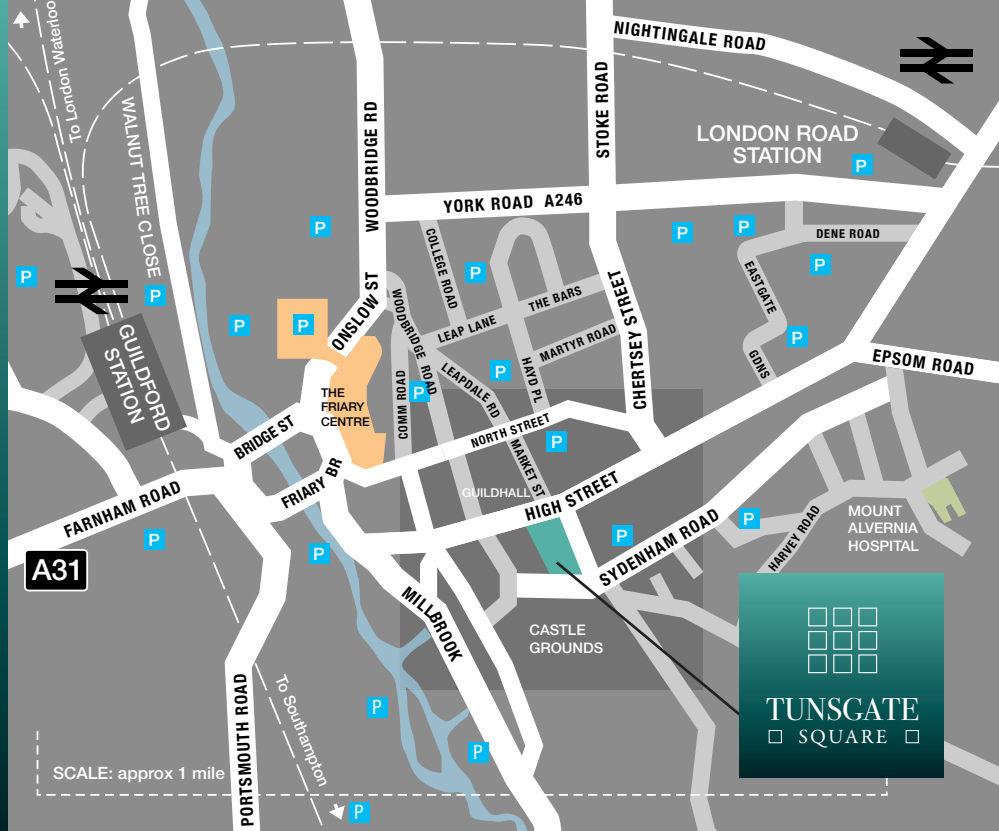 To London Waterloo
NIGHTINGALE ROAD
WALNUT TREE CLOSE
WOODBRIDGE RD
STOKE ROAD
LONDON ROAD
STATION
P
YORK ROAD A246
P
P
P
DENE ROAD
P
COLLEGE ROAD
P
P
P
EASTGATE
GDNS
P
P
P
ONSLOW ST
WOODBRIDGE ROAD
LEAP LANE
THE BARS
MARTYR ROAD
CHERTSEY STREET
GUILDFORD
STATION
EPSOM ROAD
THE
FRIARY
CENTRE
COMM ROAD
P
LEAPDALE RD
P
HAYD PL
BRIDGE ST
NORTH STREET
P
MARKET ST
FRIARY BR
GUILDHALL
HIGH STREET
FARNHAM ROAD
P
P
P
P
SYDENHAM ROAD
HARVEY ROAD
MOUNT
ALVERNIA
HOSPITAL
A31
MILLBROOK
CASTLE
GROUNDS
PORTSMOUTH ROAD
To Southampton
P
P
P
TUNSGATE
SQUARE
SCALE: approx 1 mile